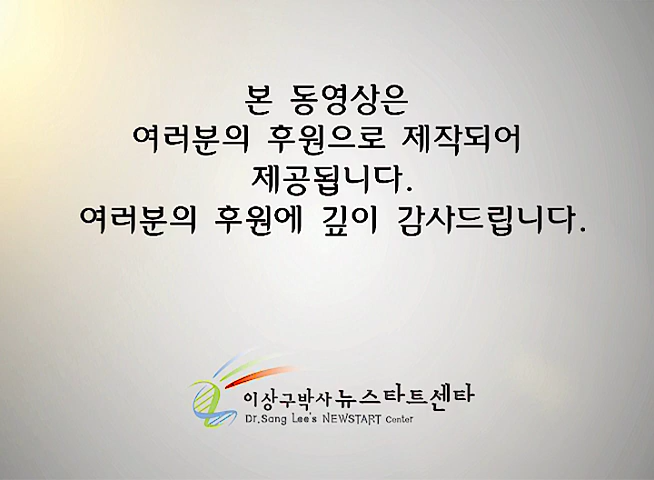 본 동영상은
여러분의 후원으로 제작되어
제공됩니다.
여러분의 후원에 깊이 감사드립니다.
이상구박사 뉴스타트센타
Dr.Sang Lee's NEWSTART Center